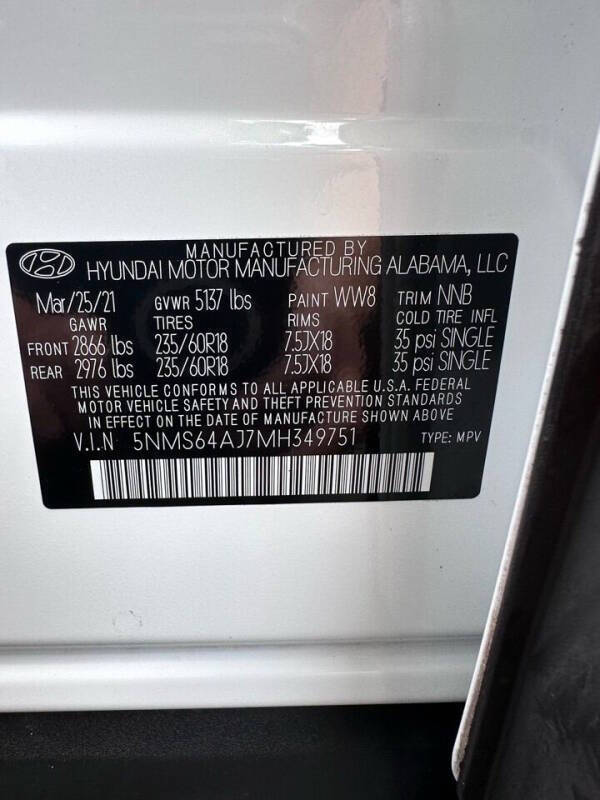 MANUFACTURED BY
HYUNDAI MOTOR MANUFACTURING ALABAMA, LLC
Mar/25/21 GVWR 5137 lbs PAINT WW8 TRIM NNB
GAWR TIRES RIMS COLD TIRE INFL
FRONT 2866 lbs 235/60R18 7.5JX18 35 psi SINGLE
REAR 2976 lbs 235/60R18 7.5JX18 35 psi SINGLE
THIS VEHICLE CONFORMS TO ALL APPLICABLE U.S.A. FEDERAL
MOTOR VEHICLE SAFETY AND THEFT PREVENTION STANDARDS
IN EFFECT ON THE DATE OF MANUFACTURE SHOWN ABOVE
V.I.N 5NMS64AJ7MH349751 TYPE: MPV